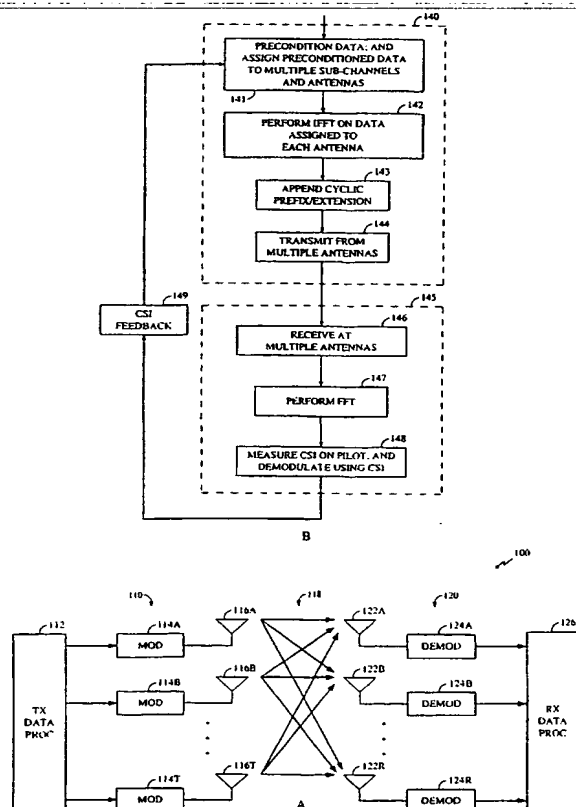 140
PRECONDITION DATA; AND
ASSIGN PRECONDITIONED DATA
TO MULTIPLE SUB-CHANNELS
AND ANTENNAS
141
142
PERFORM IFFT ON DATA
ASSIGNED TO
EACH ANTENNA
143
APPEND CYCLIC
PREFIX/EXTENSION
144
TRANSMIT FROM
MULTIPLE ANTENNAS
149
CSI
FEEDBACK
145
146
RECEIVE AT
MULTIPLE ANTENNAS
147
PERFORM FFT
148
MEASURE CSI ON PILOT, AND
DEMODULATE USING CSI
B
100
110 118 120
112 114A 116A 122A 124A 126
MOD DEMOD
114B 116B 122B 124B
MOD DEMOD
TX
DATA
PROC
RX
DATA
PROC
114T 116T 122R 124R
MOD DEMOD
A